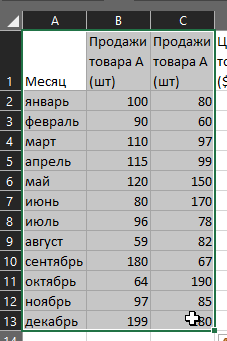 A B C
1 Месяц Продажи товара А (шт) Продажи товара А (шт) Ц то ($
2 январь 100 80
3 февраль 90 60
4 март 110 97
5 апрель 115 99
6 май 120 150
7 июнь 80 170
8 июль 96 78
9 август 59 82
10 сентябрь 180 67
11 октябрь 64 190
12 ноябрь 97 85
13 декабрь 199